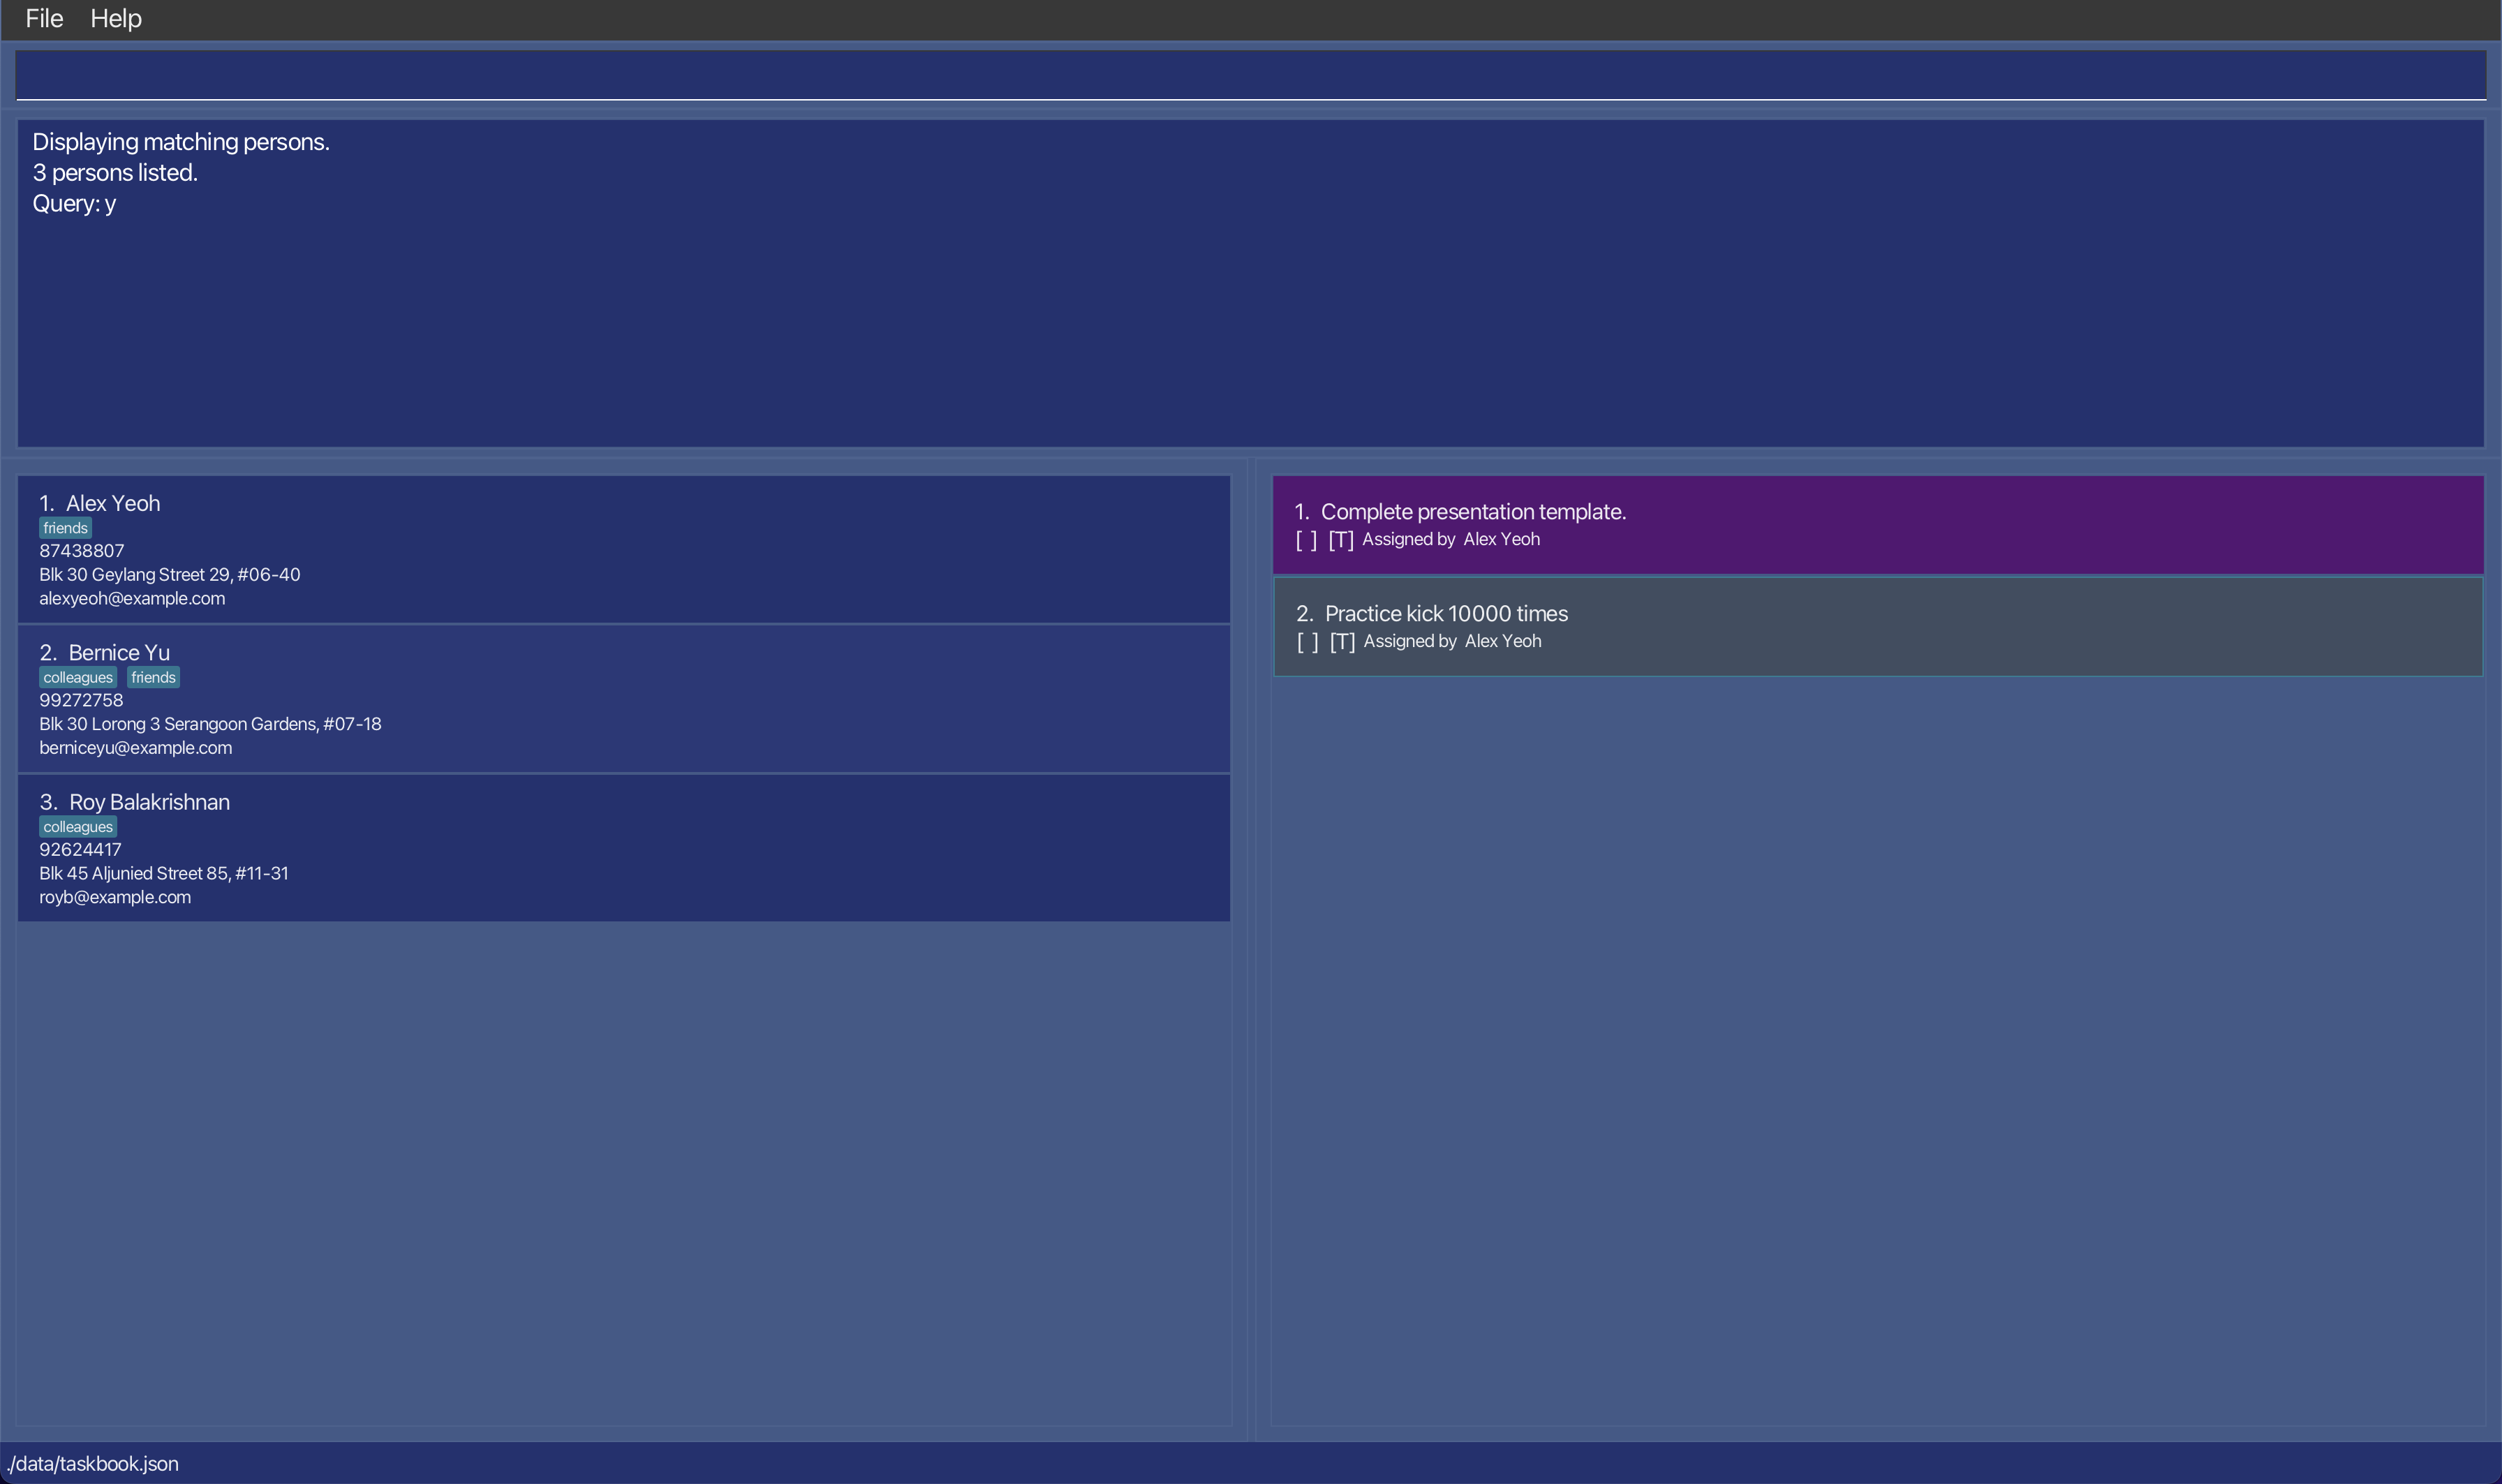 File Help
Displaying matching persons.
3 persons listed.
Query: y
1. Alex Yeoh
friends
87438807
Blk 30 Geylang Street 29, #06-40
alexyeoh@example.com
2. Bernice Yu
colleagues friends
99272758
Blk 30 Lorong 3 Serangoon Gardens, #07-18
berniceyu@example.com
3. Roy Balakrishnan
colleagues
92624417
Blk 45 Aljunied Street 85, #11-31
royb@example.com
1. Complete presentation template.
[ ] [T] Assigned by Alex Yeoh
2. Practice kick 10000 times
[ ] [T] Assigned by Alex Yeoh
./data/taskbook.json